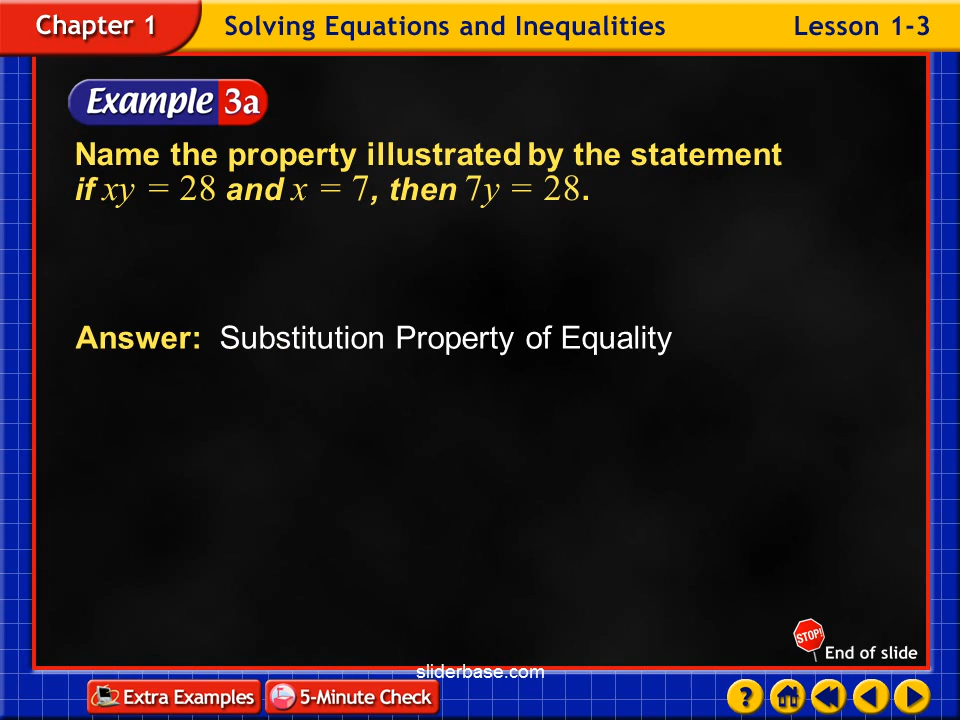 Chapter 1
Solving Equations and Inequalities
Lesson 1-3
Example 3a
Name the property illustrated by the statement
if xy = 28 and x = 7, then 7y = 28.
Answer: Substitution Property of Equality
STOP!
End of slide
sliderbase.com
Extra Examples
5-Minute Check
?